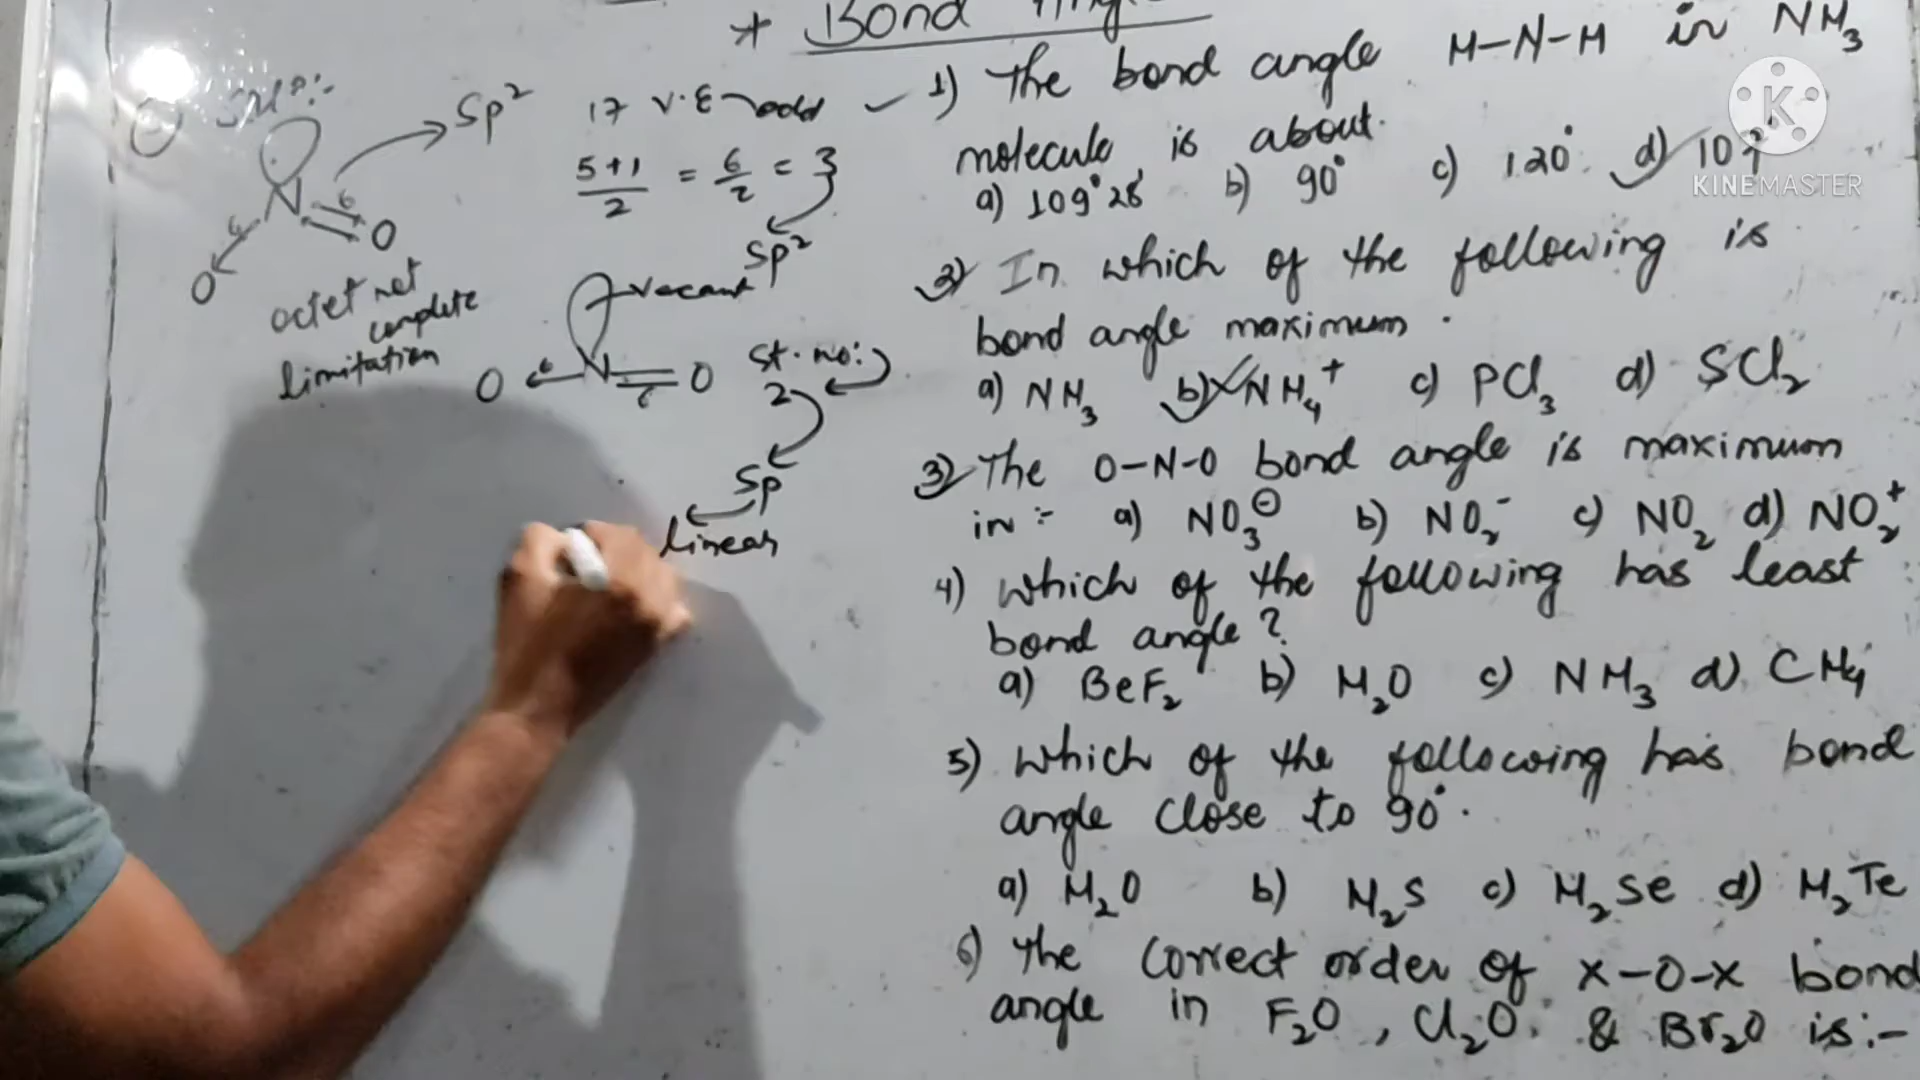 * Bond Angle
1) The bond angle H-N-H in NH₃
molecule is about.
a) 109°28' b) 90° c) 120° d) 107°
2) In which of the following is
bond angle maximum.
a) NH₃ b) NH₄⁺ c) PCl₃ d) SCl₂
3) The O-N-O bond angle is maximum
in :- a) NO₃⊖ b) NO₂⁻ c) NO₂ d) NO₂⁺
4) Which of the following has least
bond angle?
a) BeF₂ b) H₂O c) NH₃ d) CH₄
5) Which of the following has bond
angle close to 90°.
a) H₂O b) H₂S c) H₂Se d) H₂Te
6) The correct order of X-O-X bond
angle in F₂O, Cl₂O. & Br₂O is:-
Sp²
17 V.E → odd
5+1/2 = 6/2 = 3
Sp²
N
6
O
O
octet not
complete
limitation
vacant
O N O
6
St. no:
2
Sp
linear
K
KINEMASTER